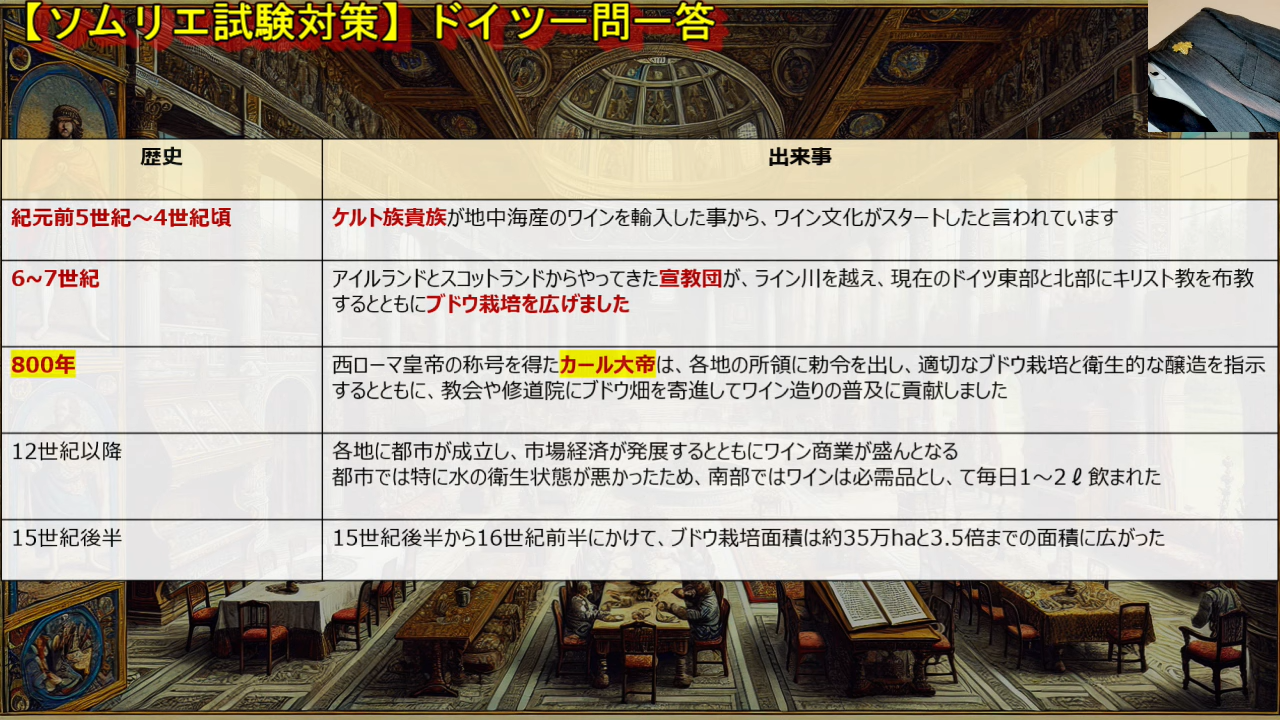 【ソムリエ試験対策】ドイツ一問一答
歴史
出来事
紀元前5世紀～4世紀頃
ケルト族貴族が地中海産のワインを輸入した事から、ワイン文化がスタートしたと言われています
6~7世紀
アイルランドとスコットランドからやってきた宣教団が、ライン川を越え、現在のドイツ東部と北部にキリスト教を布教
するとともにブドウ栽培を広げました
800年
西ローマ皇帝の称号を得たカール大帝は、各地の所領に勅令を出し、適切なブドウ栽培と衛生的な醸造を指示
するとともに、教会や修道院にブドウ畑を寄進してワイン造りの普及に貢献しました
12世紀以降
各地に都市が成立し、市場経済が発展するとともにワイン商業が盛んとなる
都市では特に水の衛生状態が悪かったため、南部ではワインは必需品とし、て毎日1～2ℓ飲まれた
15世紀後半
15世紀後半から16世紀前半にかけて、ブドウ栽培面積は約35万haと3.5倍までの面積に広がった